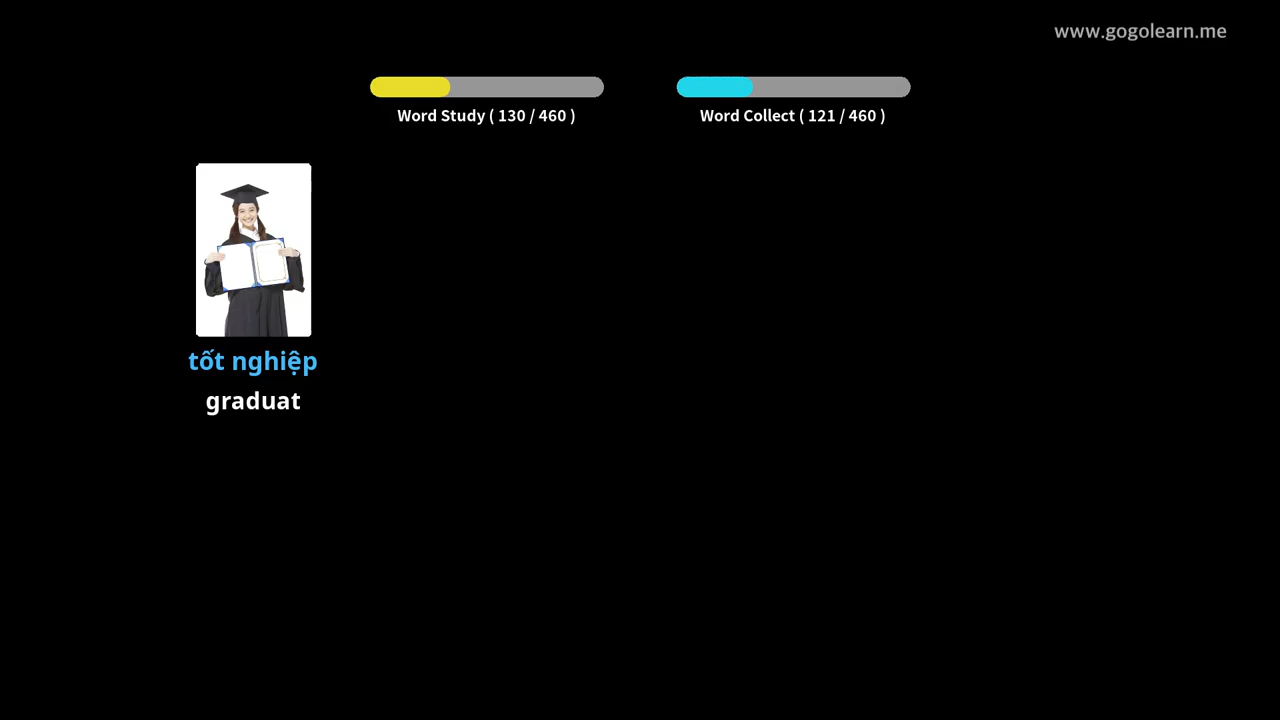 www.gogolearn.me
Word Study ( 130 / 460 )
Word Collect ( 121 / 460 )
tốt nghiệp
graduat